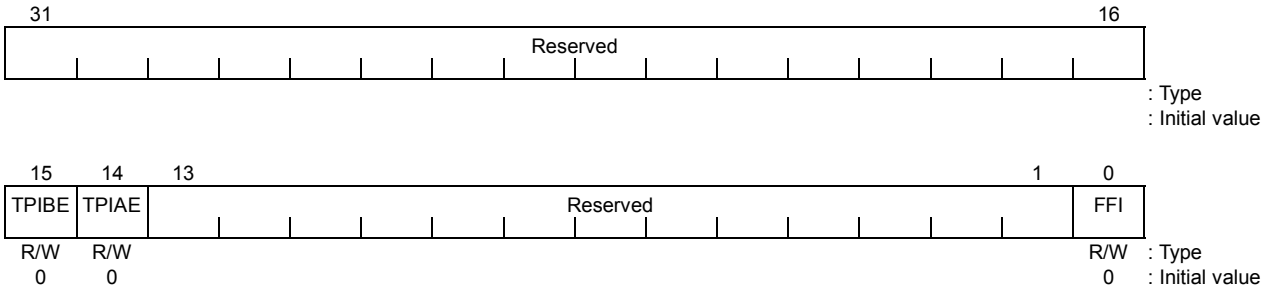 31 16
Reserved
: Type
: Initial value
15 14 13 1 0
TPIBE TPIAE Reserved FFI
R/W R/W R/W : Type
0 0 0 : Initial value